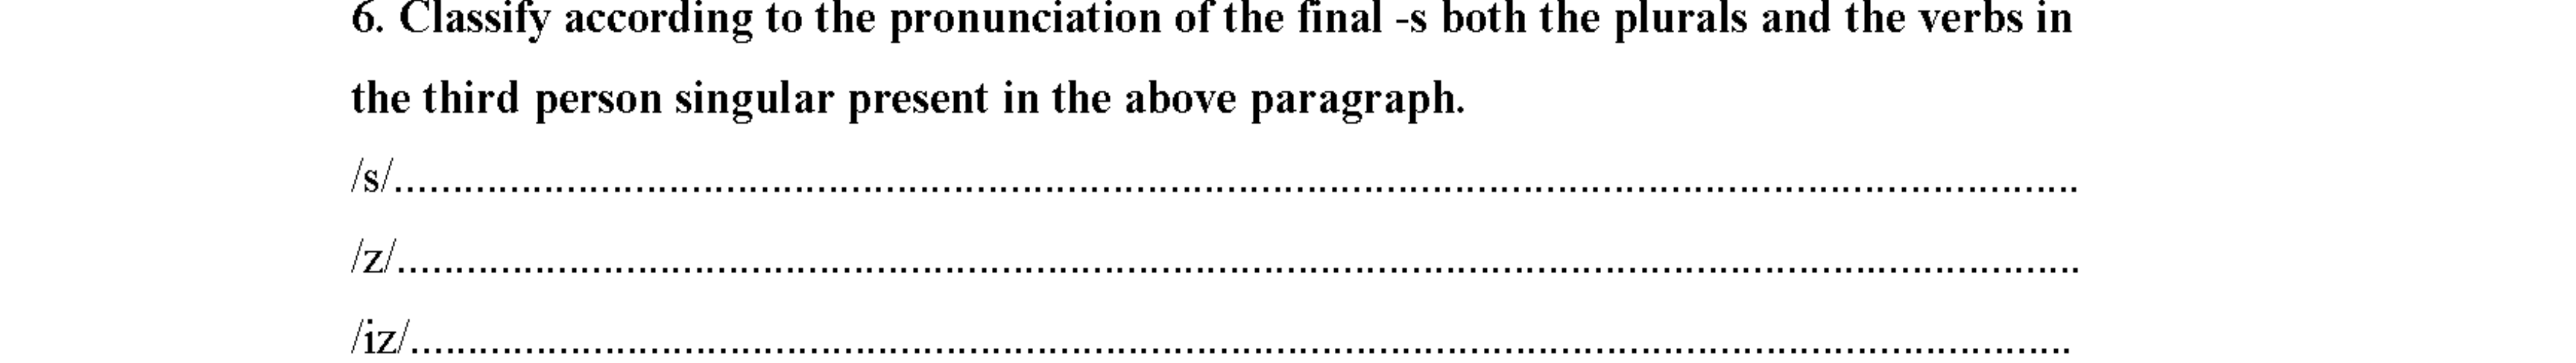 6. Classify according to the pronunciation of the final -s both the plurals and the verbs in
the third person singular present in the above paragraph.
/s/....................................................................................................................................................
/z/....................................................................................................................................................
/iz/...................................................................................................................................................